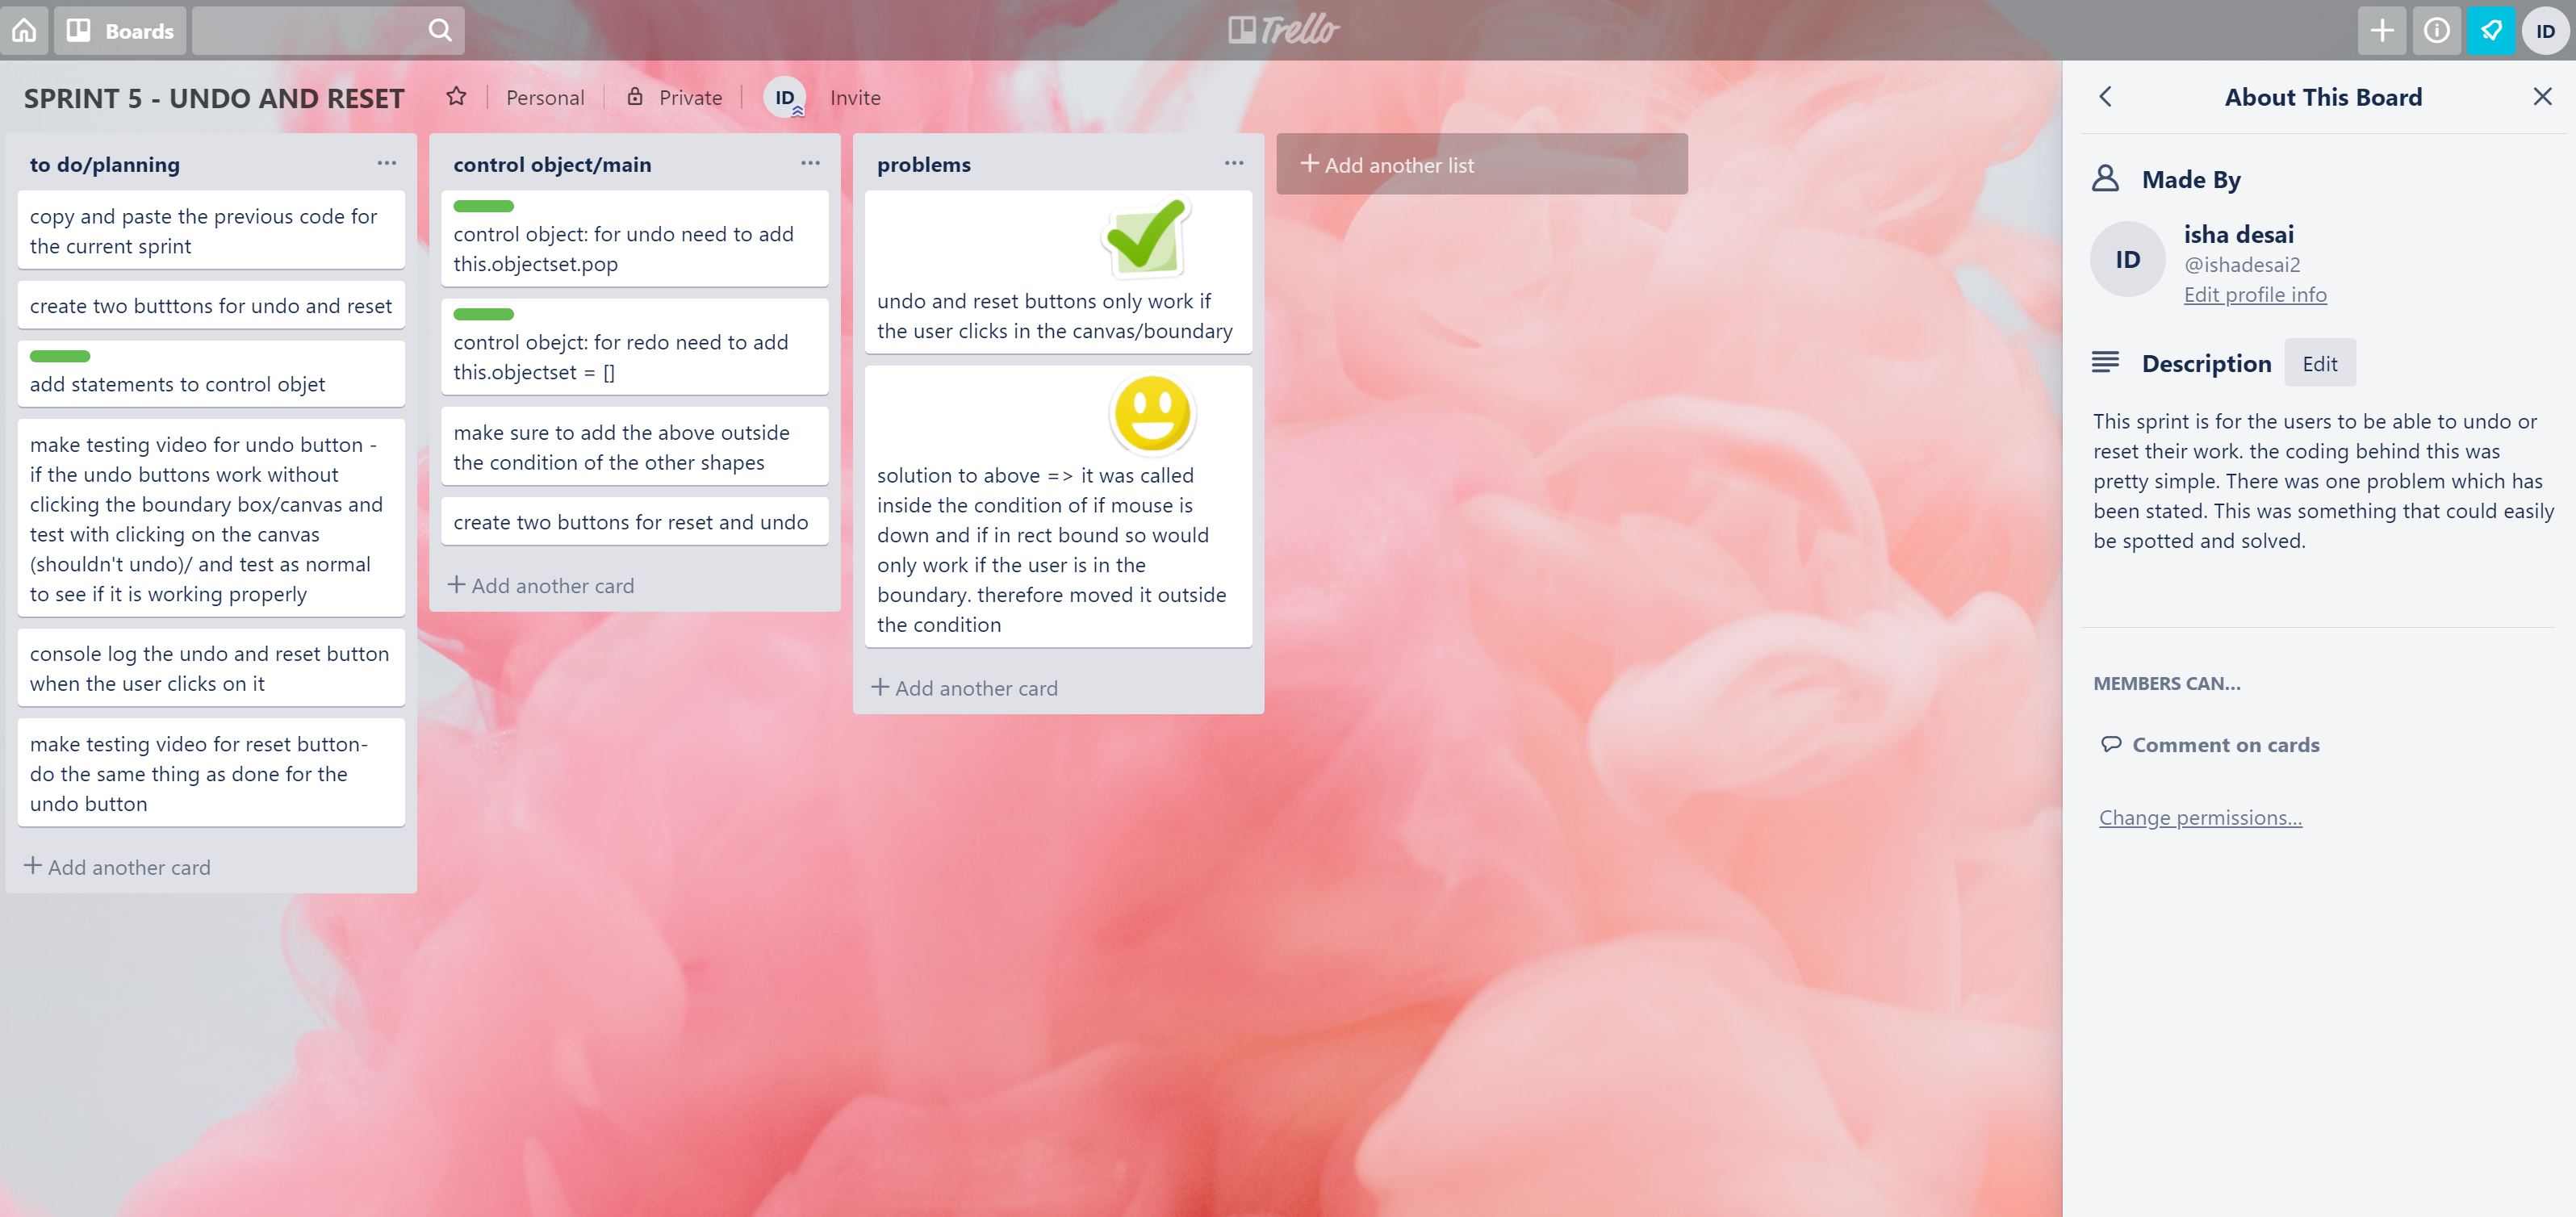 Boards
Trello
ID
SPRINT 5 - UNDO AND RESET
Personal
Private
ID
Invite
to do/planning
copy and paste the previous code for
the current sprint
create two butttons for undo and reset
add statements to control objet
make testing video for undo button -
if the undo buttons work without
clicking the boundary box/canvas and
test with clicking on the canvas
(shouldn't undo)/ and test as normal
to see if it is working properly
console log the undo and reset button
when the user clicks on it
make testing video for reset button-
do the same thing as done for the
undo button
+ Add another card
control object/main
control object: for undo need to add
this.objectset.pop
control obejct: for redo need to add
this.objectset = []
make sure to add the above outside
the condition of the other shapes
create two buttons for reset and undo
+ Add another card
problems
undo and reset buttons only work if
the user clicks in the canvas/boundary
solution to above => it was called
inside the condition of if mouse is
down and if in rect bound so would
only work if the user is in the
boundary. therefore moved it outside
the condition
+ Add another card
+ Add another list
About This Board
Made By
ID
isha desai
@ishadesai2
Edit profile info
Description
Edit
This sprint is for the users to be able to undo or
reset their work. the coding behind this was
pretty simple. There was one problem which has
been stated. This was something that could easily
be spotted and solved.
MEMBERS CAN...
Comment on cards
Change permissions...